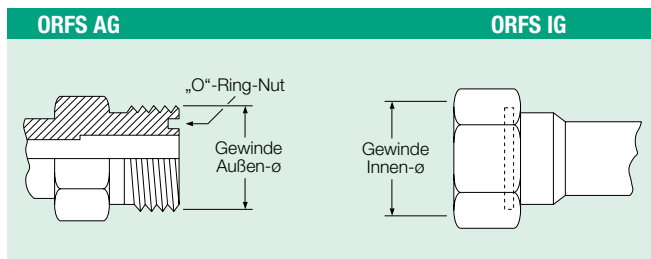 ORFS AG
ORFS IG
„O“-Ring-Nut
Gewinde
Außen-ø
Gewinde
Innen-ø